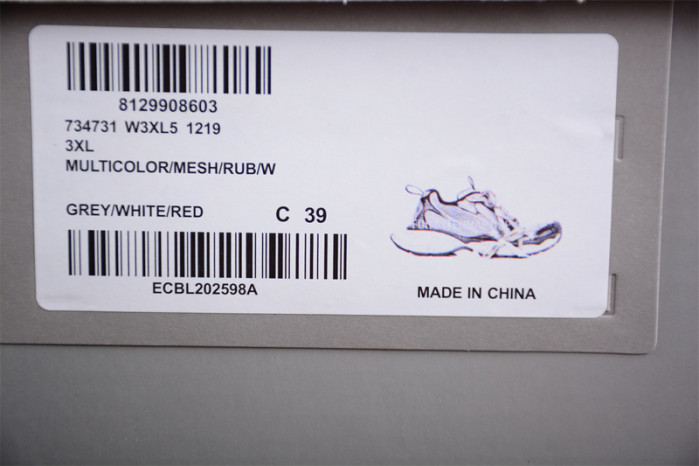 8129908603
734731 W3XL5 1219
3XL
MULTICOLOR/MESH/RUB/W
GREY/WHITE/RED C 39
ECBL202598A
MADE IN CHINA